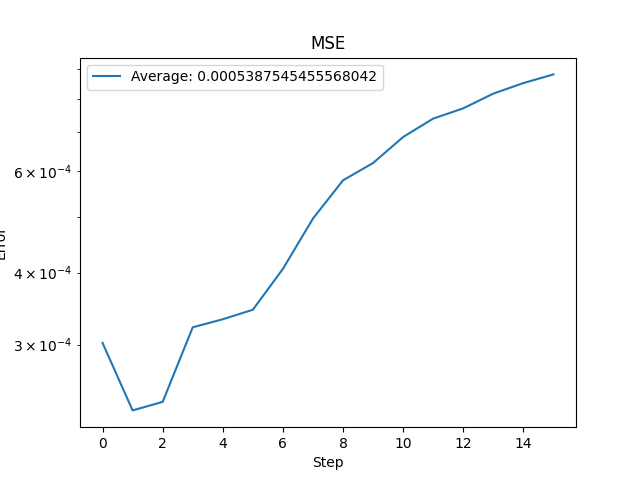 MSE
Average: 0.0005387545455568042
6 × 10⁻⁴
4 × 10⁻⁴
3 × 10⁻⁴
Error
0 2 4 6 8 10 12 14
Step